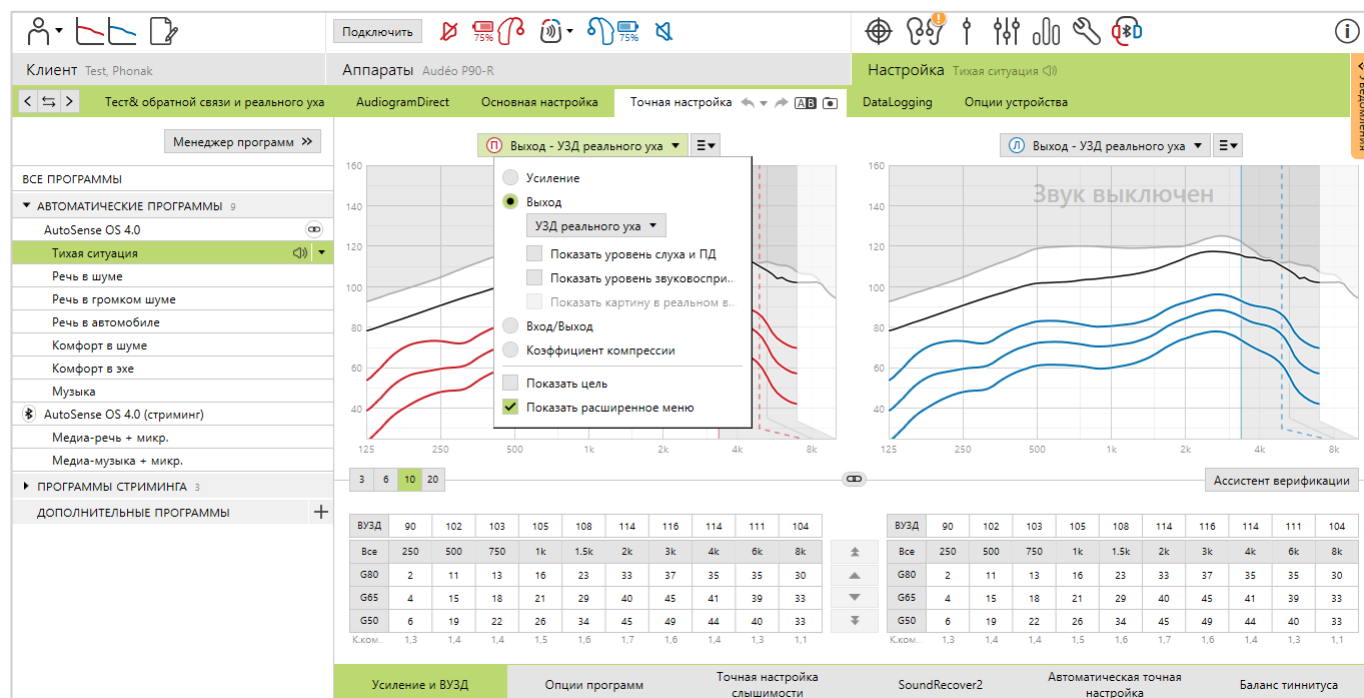 Подключить
75%
75%
Клиент Test, Phonak
Аппараты Audéo P90-R
Настройка Тихая ситуация
Тест& обратной связи и реального уха
AudiogramDirect
Основная настройка
Точная настройка
AB
DataLogging
Опции устройства
Менеджер программ
ВСЕ ПРОГРАММЫ
АВТОМАТИЧЕСКИЕ ПРОГРАММЫ 9
AutoSense OS 4.0
Тихая ситуация
Речь в шуме
Речь в громком шуме
Речь в автомобиле
Комфорт в шуме
Комфорт в эхе
Музыка
AutoSense OS 4.0 (стриминг)
Медиа-речь + микр.
Медиа-музыка + микр.
ПРОГРАММЫ СТРИМИНГА 3
ДОПОЛНИТЕЛЬНЫЕ ПРОГРАММЫ
П Выход - УЗД реального уха
Усиление
Выход
УЗД реального уха
Показать уровень слуха и ПД
Показать уровень звуковоспри..
Показать картину в реальном в..
Вход/Выход
Коэффициент компрессии
Показать цель
Показать расширенное меню
160
140
120
100
80
60
40
125 250 500 1k 2k 4k 8k
Л Выход - УЗД реального уха
Звук выключен
160
140
120
100
80
60
40
125 250 500 1k 2k 4k 8k
3 6 10 20
Ассистент верификации
ВУЗД 90 102 103 105 108 114 116 114 111 104
Все 250 500 750 1k 1.5k 2k 3k 4k 6k 8k
G80 2 11 13 16 23 33 37 35 35 30
G65 4 15 18 21 29 40 45 41 39 33
G50 6 19 22 26 34 45 49 44 40 33
К.ком.. 1,3 1,4 1,4 1,5 1,6 1,7 1,6 1,4 1,3 1,1
ВУЗД 90 102 103 105 108 114 116 114 111 104
Все 250 500 750 1k 1.5k 2k 3k 4k 6k 8k
G80 2 11 13 16 23 33 37 35 35 30
G65 4 15 18 21 29 40 45 41 39 33
G50 6 19 22 26 34 45 49 44 40 33
К.ком.. 1,3 1,4 1,4 1,5 1,6 1,7 1,6 1,4 1,3 1,1
Усиление и ВУЗД
Опции программ
Точная настройка
слышимости
SoundRecover2
Автоматическая точная
настройка
Баланс тиннитуса